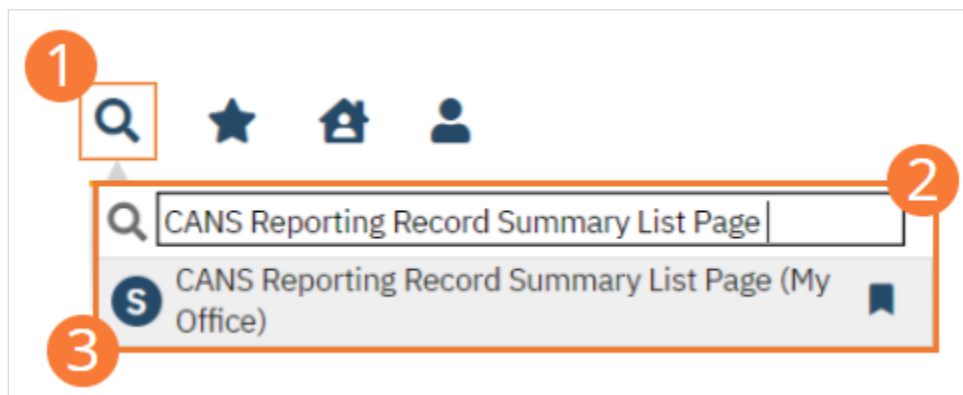 1
2
CANS Reporting Record Summary List Page
S CANS Reporting Record Summary List Page (My
Office)
3